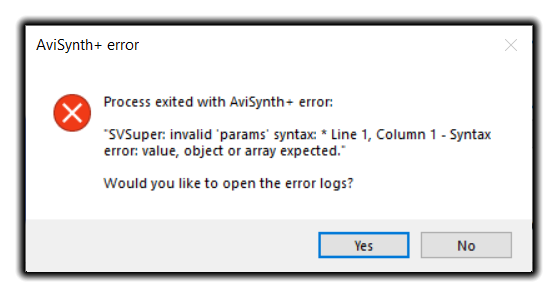 AviSynth+ error
Process exited with AviSynth+ error:
"SVSuper: invalid 'params' syntax: * Line 1, Column 1 - Syntax
error: value, object or array expected."
Would you like to open the error logs?
Yes
No